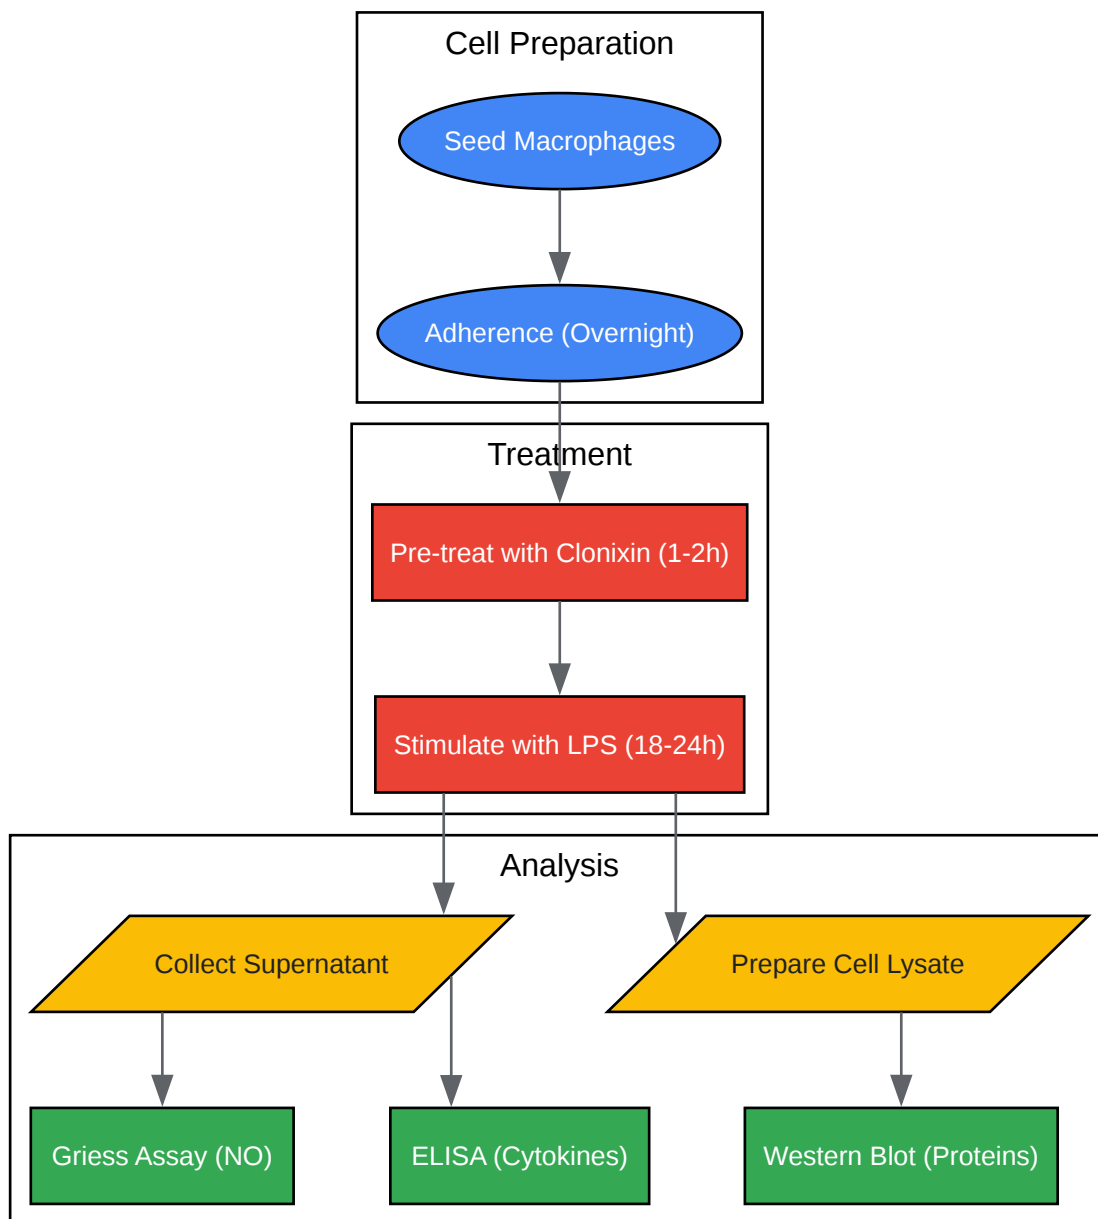 Cell Preparation
Seed Macrophages
Adherence (Overnight)
Treatment
Pre-treat with Clonixin (1-2h)
Stimulate with LPS (18-24h)
Analysis
Collect Supernatant
Prepare Cell Lysate
Griess Assay (NO)
ELISA (Cytokines)
Western Blot (Proteins)